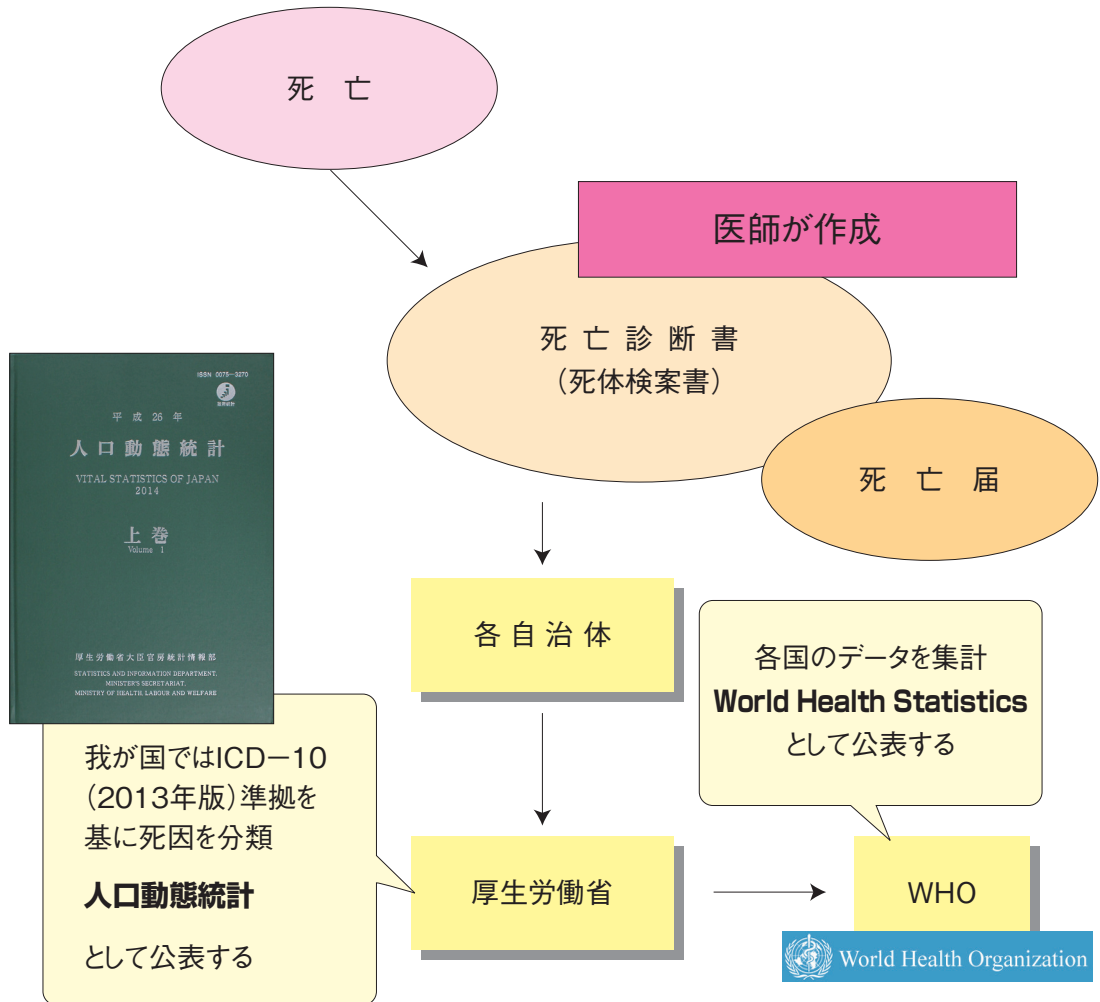 死 亡
医師が作成
死 亡 診 断 書
（死体検案書）
死 亡 届
ISSN 0075-3270
平 成 26 年
人 口 動 態 統 計
VITAL STATISTICS OF JAPAN
2014
上 巻
Volume 1
厚生労働省大臣官房統計情報部
STATISTICS AND INFORMATION DEPARTMENT,
MINISTER'S SECRETARIAT,
MINISTRY OF HEALTH, LABOUR AND WELFARE
各 自 治 体
各国のデータを集計
World Health Statistics
として公表する
我が国ではICD－10
（2013年版）準拠を
基に死因を分類
人口動態統計
として公表する
厚生労働省
WHO
World Health Organization